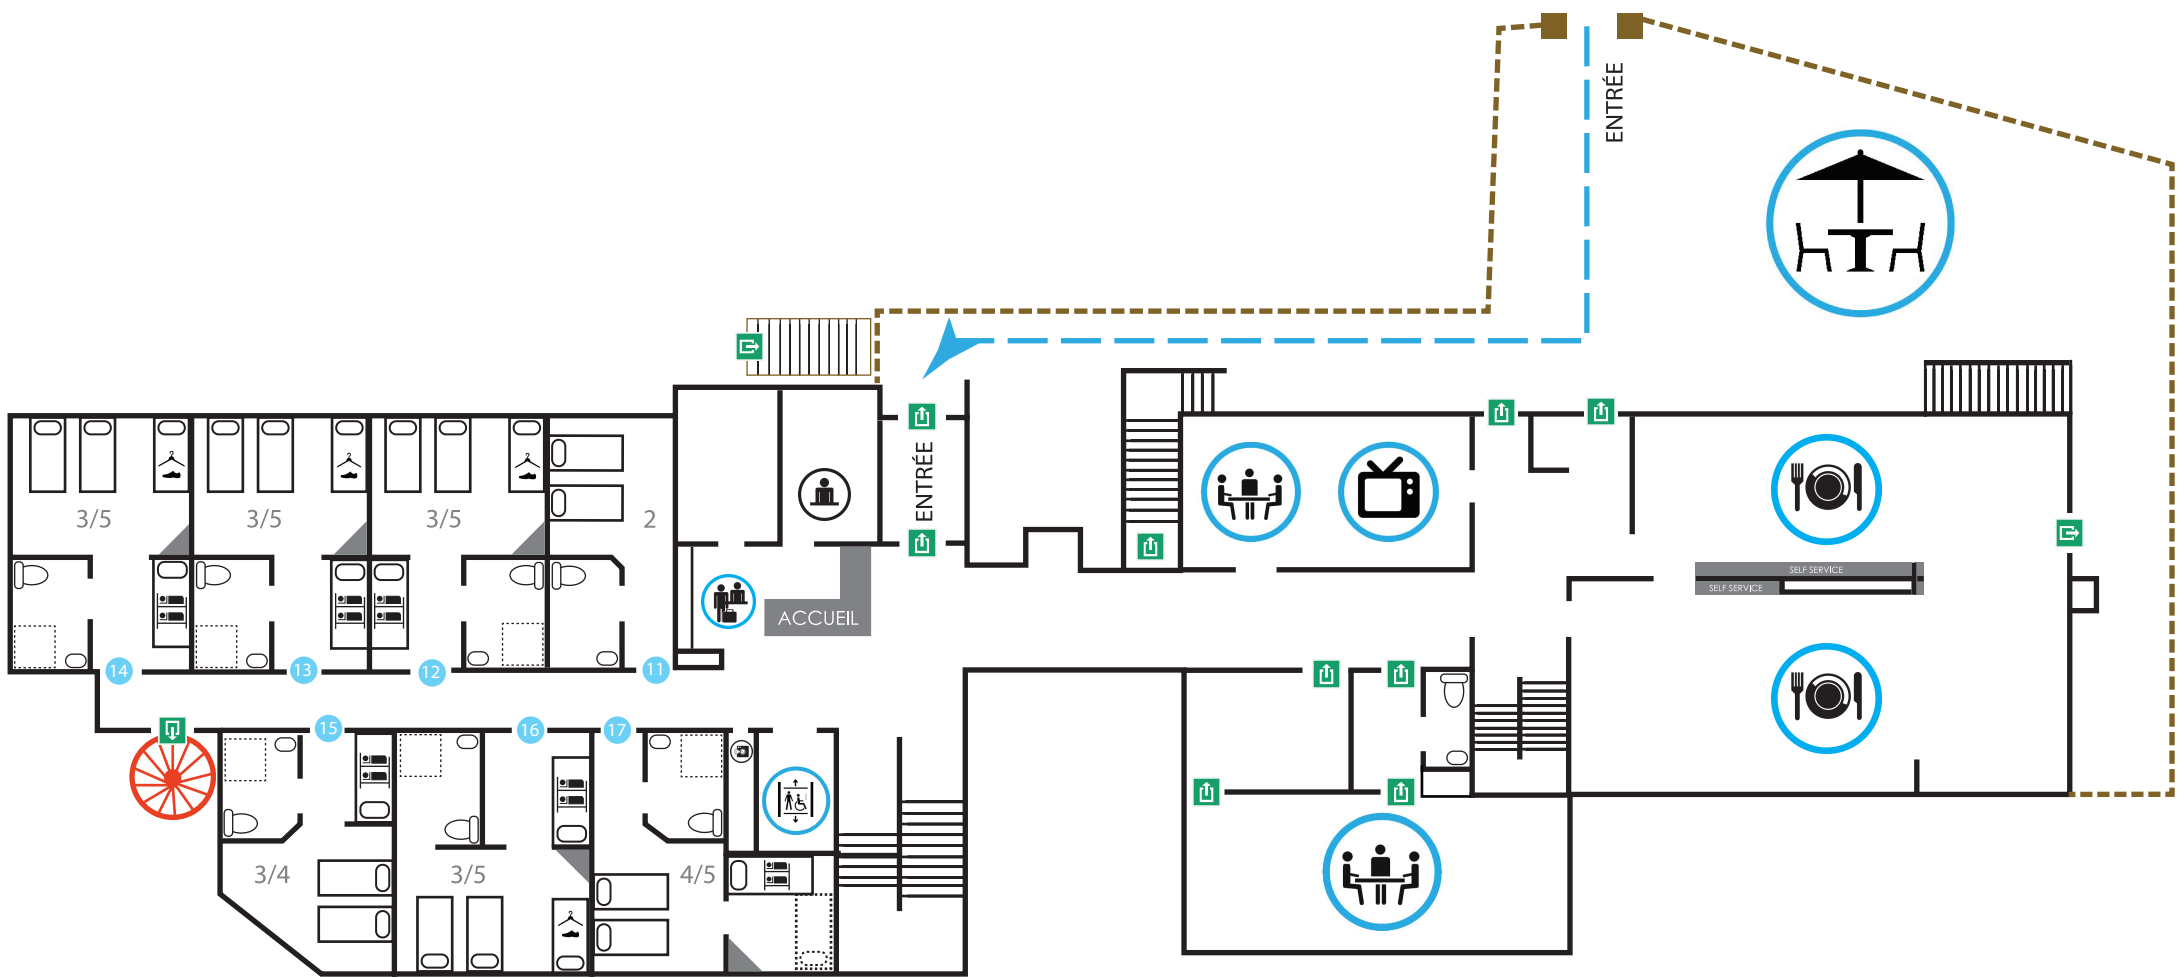 ENTRÉE
ENTRÉE
3/5
3/5
3/5
2
SELF SERVICE
SELF SERVICE
ACCUEIL
14
13
12
11
15
16
17
3/4
3/5
4/5